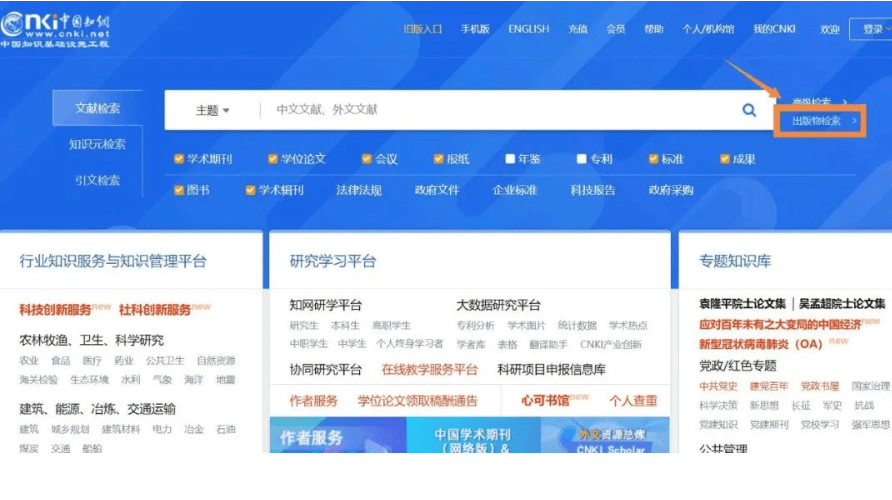 cnki中国知网
www.cnki.net
中国知识基础设施工程
旧版入口 手机版 ENGLISH 充值 会员 帮助 个人/机构馆 我的CNKI 欢迎 登录
文献检索
知识元检索
引文检索
主题 中文文献、外文文献
高级检索 >
出版物检索 >
学术期刊 学位论文 会议 报纸 年鉴 专利 标准 成果
图书 学术辑刊 法律法规 政府文件 企业标准 科技报告 政府采购
行业知识服务与知识管理平台
科技创新服务new 社科创新服务new
农林牧渔、卫生、科学研究
农业 食品 医疗 药业 公共卫生 自然资源
海关检验 生态环境 水利 气象 海洋 地震
建筑、能源、冶炼、交通运输
建筑 城乡规划 建筑材料 电力 冶金 石油
煤炭 交通 船舶
研究学习平台
知网研学平台
研究生 本科生 高职学生
中职学生 中学生 个人终身学习者
大数据研究平台
专利分析 学术图片 统计数据 学术热点
学者库 表格 翻译助手 CNKI产业创新
协同研究平台 在线教学服务平台 科研项目申报信息库
作者服务 学位论文领取稿酬通告 心可书馆new 个人查重
作者服务
中国学术期刊
(网络版) &
外文资源总库
CNKI Scholar
专题知识库
袁隆平院士论文集 | 吴孟超院士论文集
应对百年未有之大变局的中国经济new
新型冠状病毒肺炎（OA）new
党政/红色专题
中共党史 建党百年 党政书屋 国家治理
科学决策 新思想 长征 军史 抗战
党建知识 党建期刊 党校学习 强军思想
公共管理